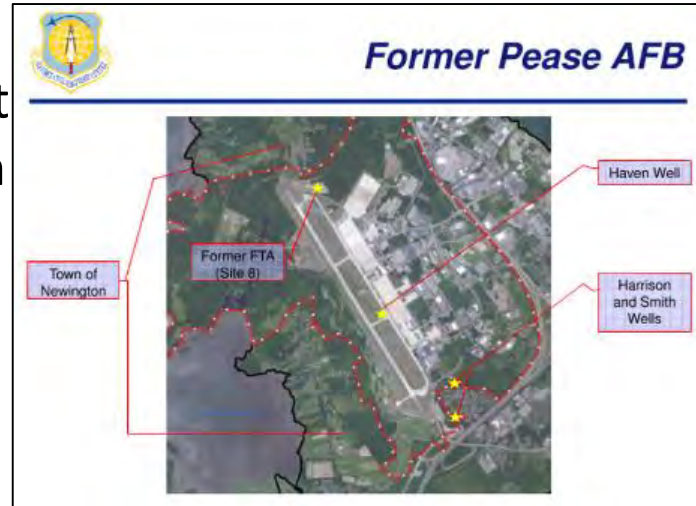 Former Pease AFB
t
n
Haven Well
Former FTA
(Site 8)
Town of
Newington
Harrison
and Smith
Wells